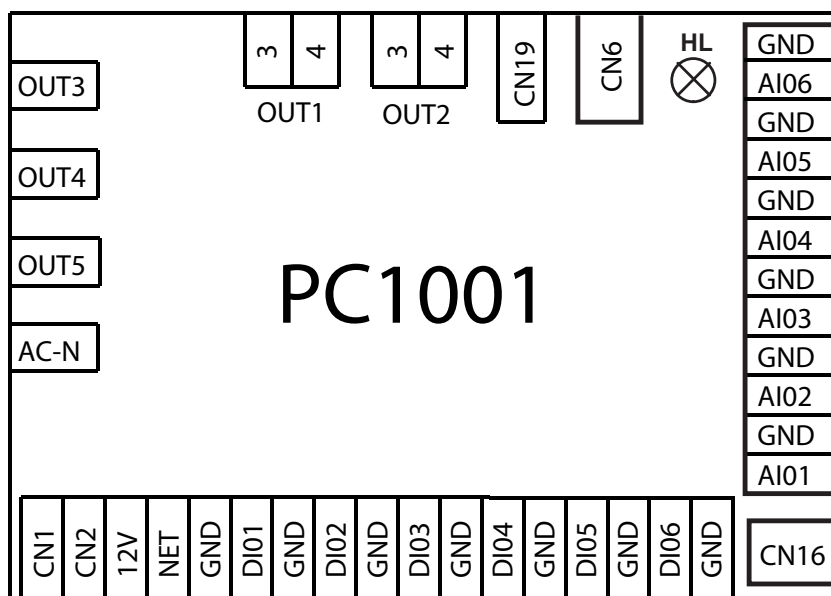 3 4 3 4 CN19 CN6 HL
OUT1 OUT2
OUT3
OUT4
OUT5
AC-N
PC1001
GND
AI06
GND
AI05
GND
AI04
GND
AI03
GND
AI02
GND
AI01
CN1 CN2 12V NET GND DI01 GND DI02 GND DI03 GND DI04 GND DI05 GND DI06 GND
CN16